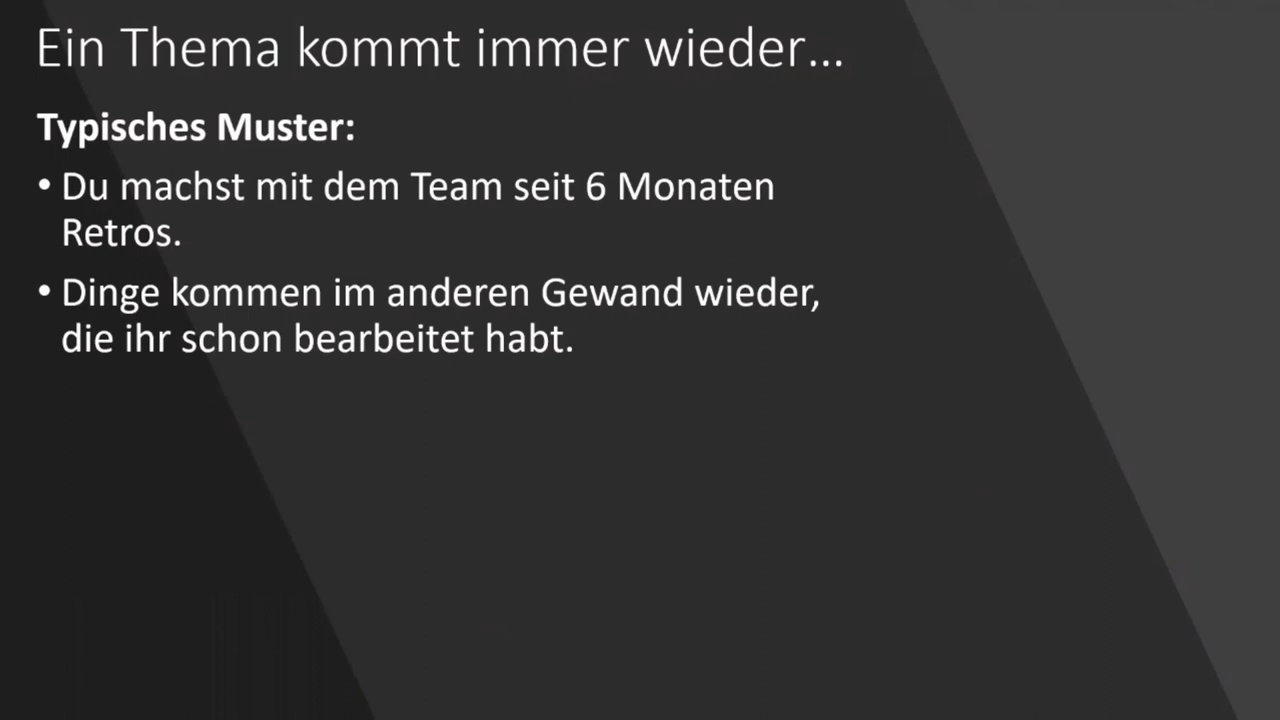 Ein Thema kommt immer wieder...
Typisches Muster:
• Du machst mit dem Team seit 6 Monaten
Retros.
• Dinge kommen im anderen Gewand wieder,
die ihr schon bearbeitet habt.